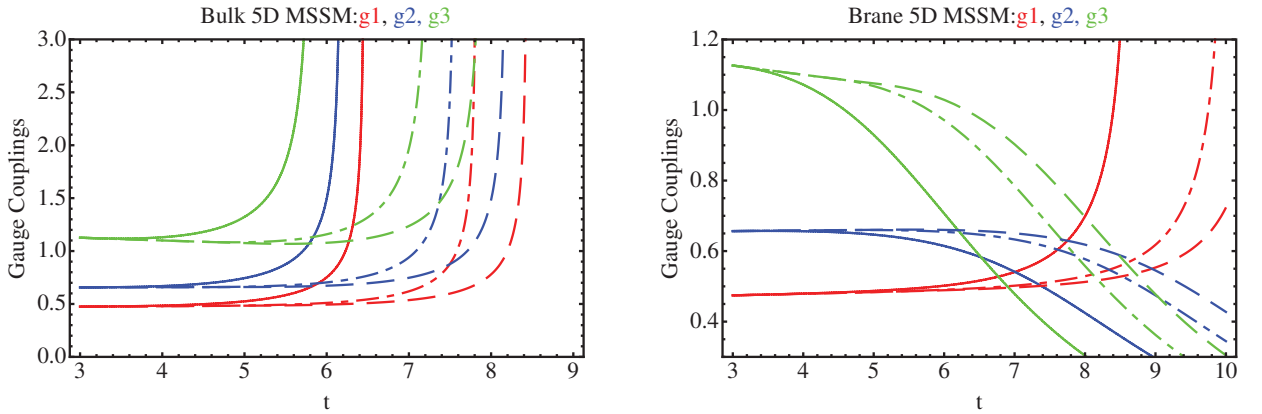 Bulk 5D MSSM:g1, g2, g3
Gauge Couplings
3.0
2.5
2.0
1.5
1.0
0.5
0.0
3 4 5 6 7 8 9
t
Brane 5D MSSM:g1, g2, g3
Gauge Couplings
1.2
1.0
0.8
0.6
0.4
3 4 5 6 7 8 9 10
t